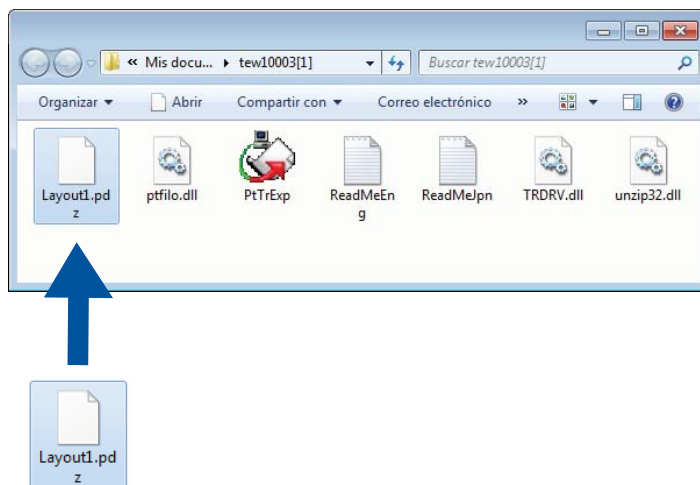 « Mis docu... ▸ tew10003[1]
Buscar tew10003[1]
Organizar ▾ Abrir Compartir con ▾ Correo electrónico »
Layout1.pd
z
ptfilo.dll
PtTrExp
ReadMeEn
g
ReadMeJpn
TRDRV.dll
unzip32.dll
Layout1.pd
z